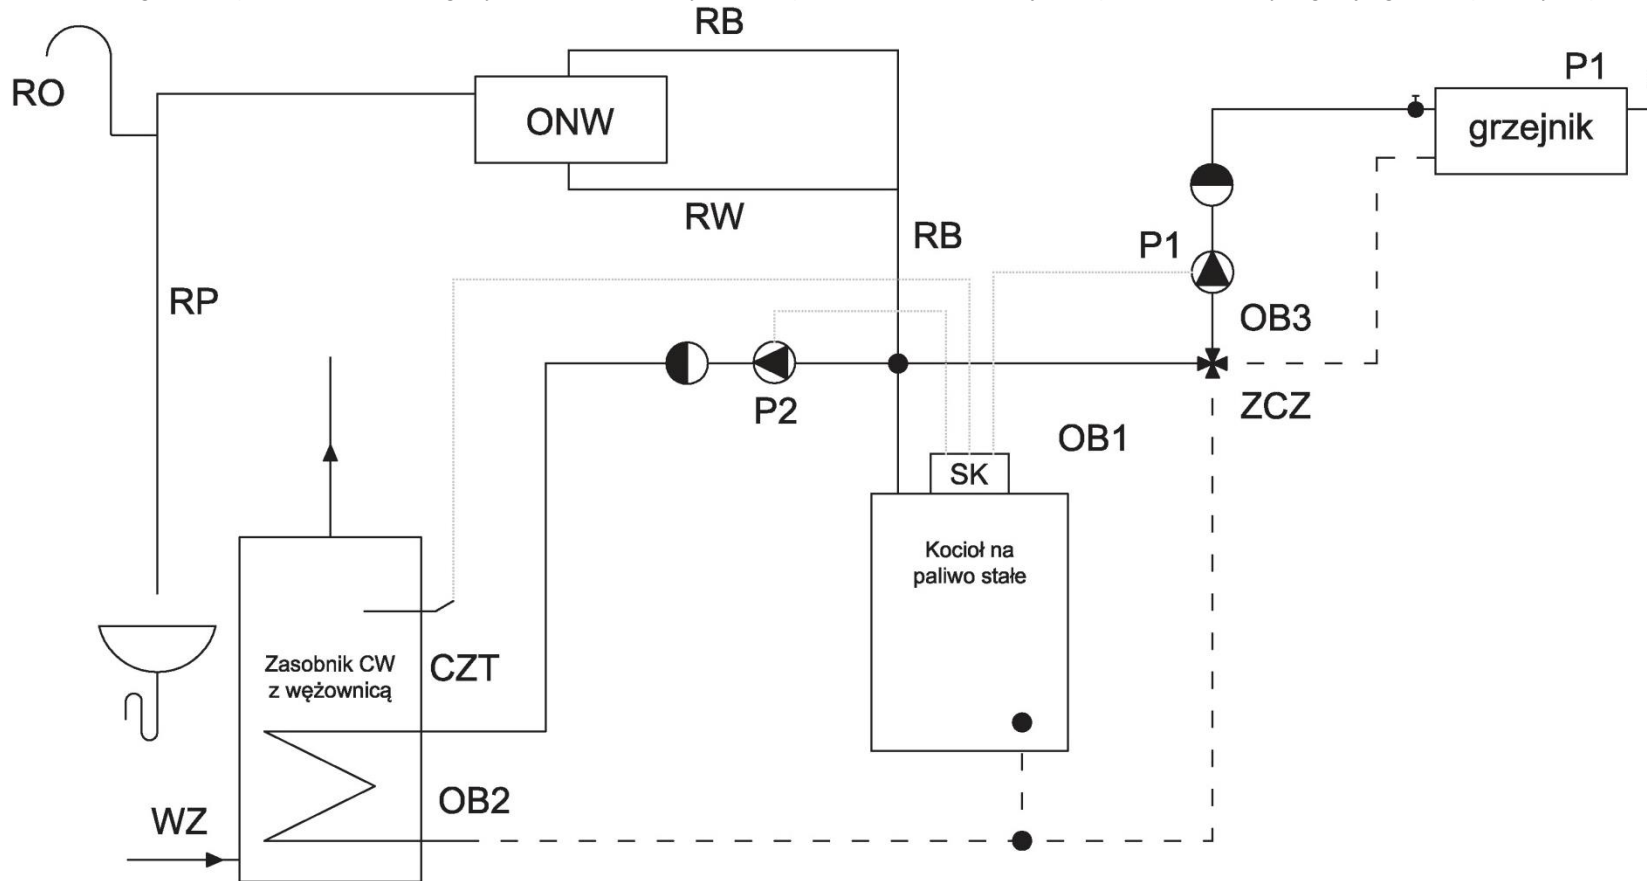 RB
P1
RO
ONW
grzejnik
RW
RB
P1
RP
OB3
P2
ZCZ
OB1
SK
Kocioł na
paliwo stałe
Zasobnik CW
z wężownicą
CZT
OB2
WZ